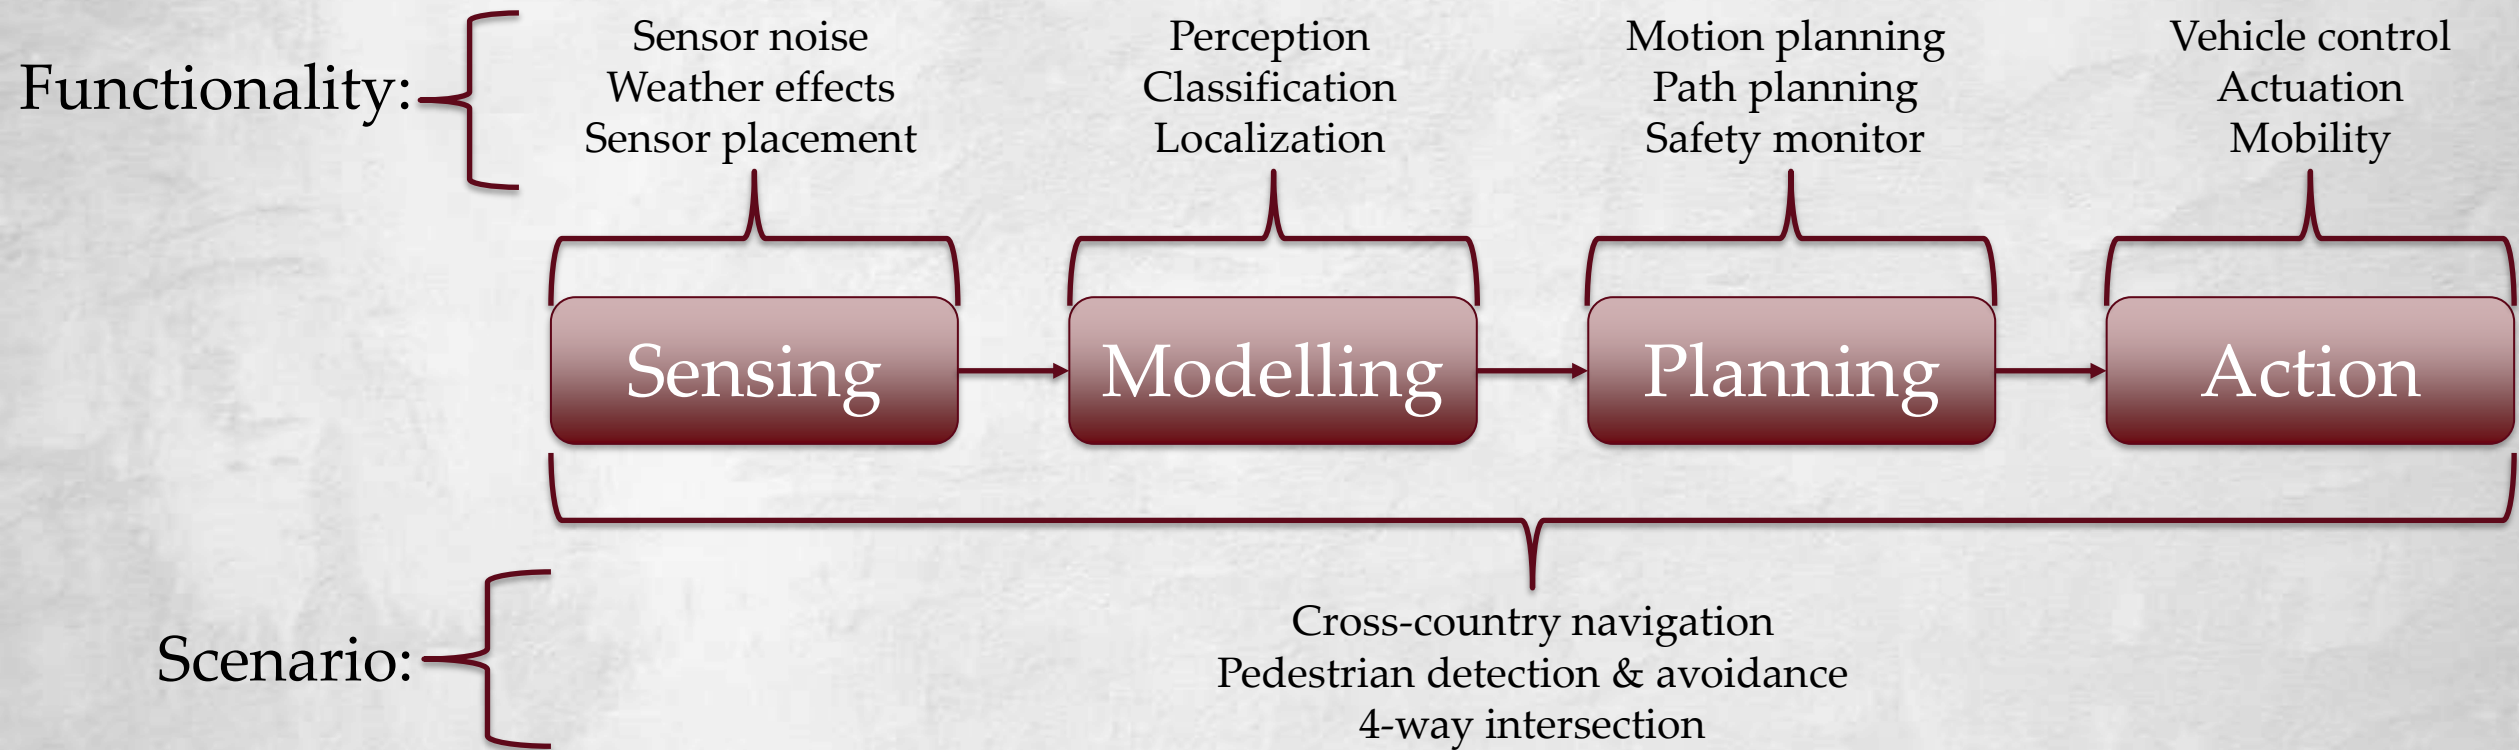 Functionality:
Sensor noise
Weather effects
Sensor placement
Perception
Classification
Localization
Motion planning
Path planning
Safety monitor
Vehicle control
Actuation
Mobility
Sensing
Modelling
Planning
Action
Scenario:
Cross-country navigation
Pedestrian detection & avoidance
4-way intersection